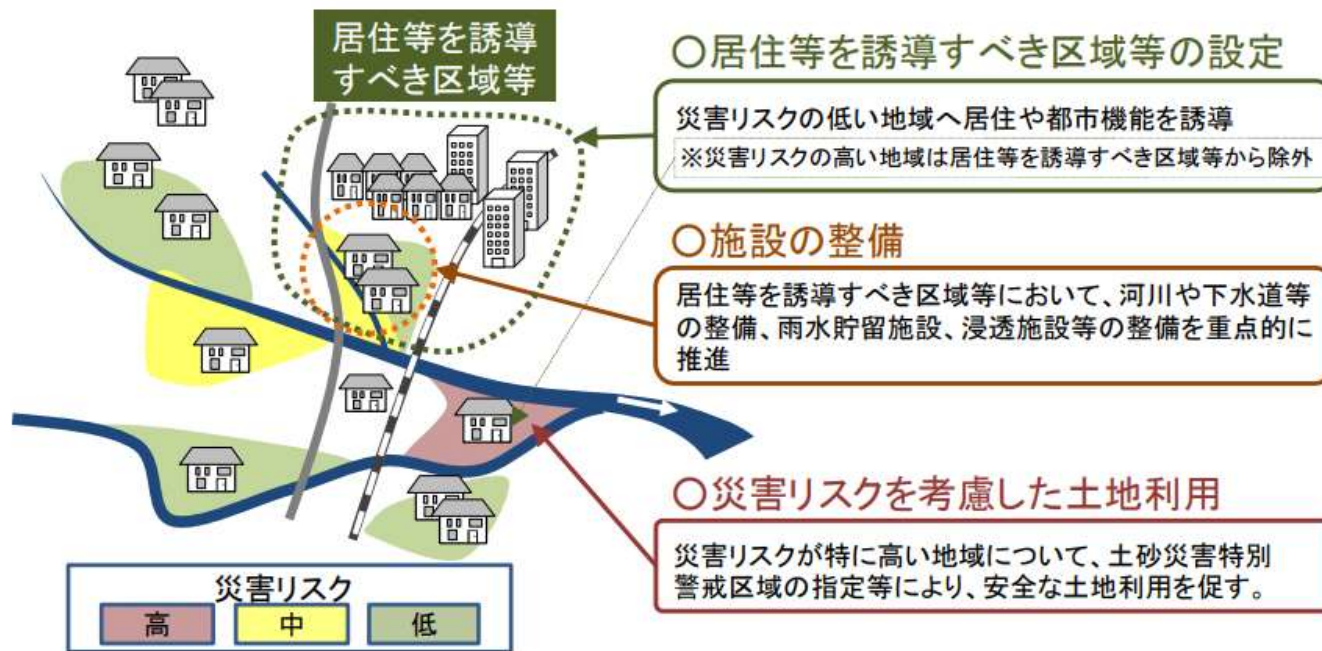 居住等を誘導
すべき区域等
〇居住等を誘導すべき区域等の設定
災害リスクの低い地域へ居住や都市機能を誘導
※災害リスクの高い地域は居住等を誘導すべき区域等から除外
〇施設の整備
居住等を誘導すべき区域等において、河川や下水道等
の整備、雨水貯留施設、浸透施設等の整備を重点的に
推進
〇災害リスクを考慮した土地利用
災害リスクが特に高い地域について、土砂災害特別
警戒区域の指定等により、安全な土地利用を促す。
災害リスク
高
中
低